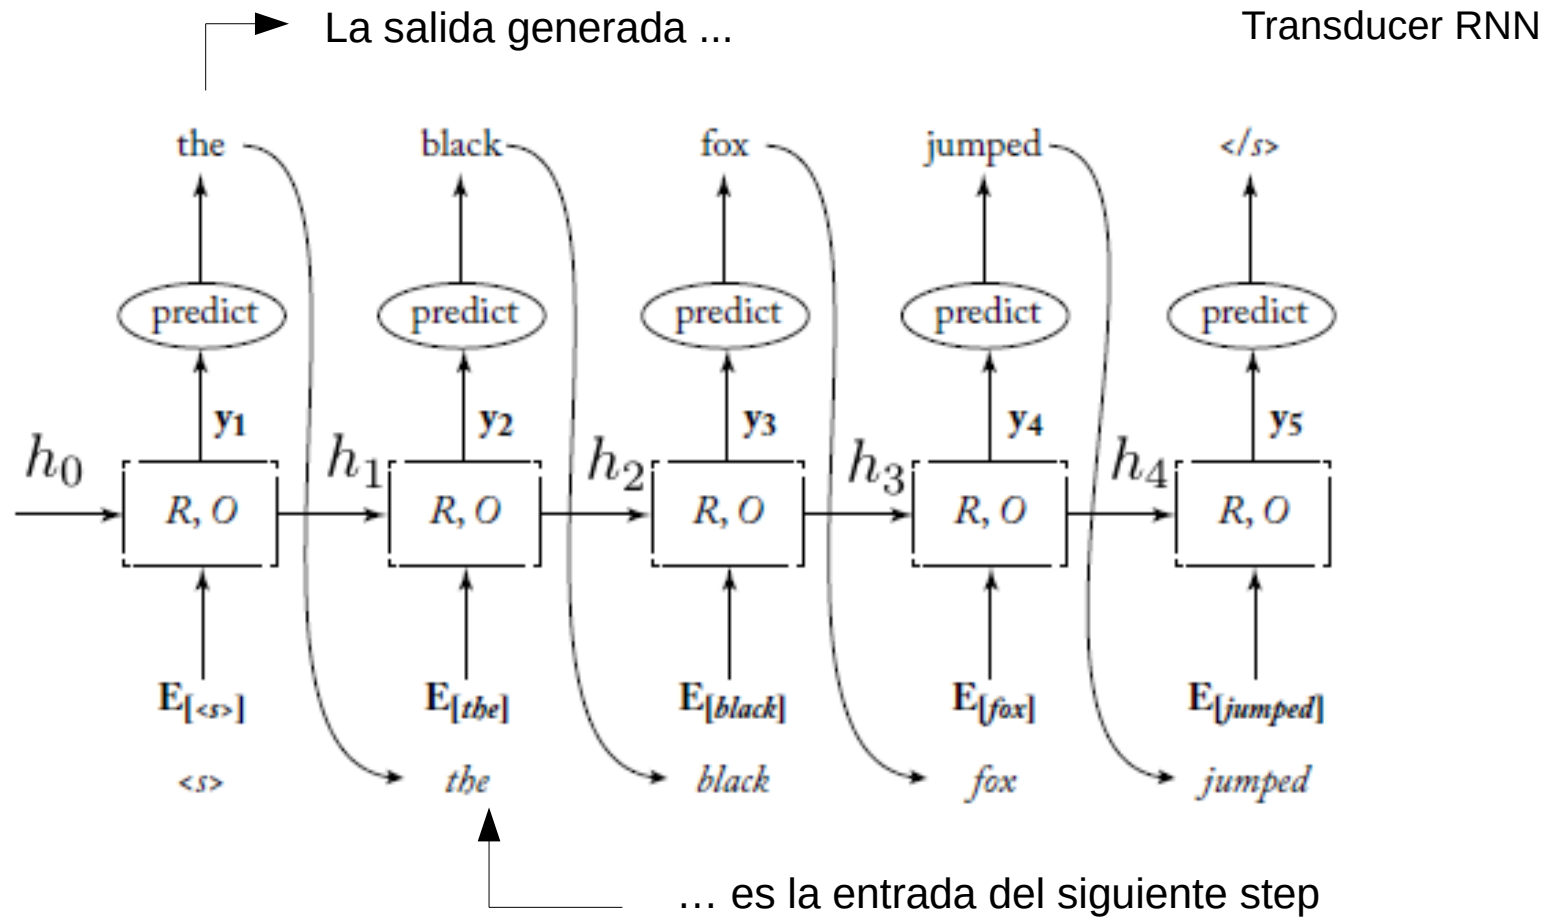 La salida generada ... Transducer RNN
the black fox jumped </s>
predict predict predict predict predict
y1 y2 y3 y4 y5
h0 h1 h2 h3 h4
R, O R, O R, O R, O R, O
E[<s>] E[the] E[black] E[fox] E[jumped]
<s> the black fox jumped
... es la entrada del siguiente step